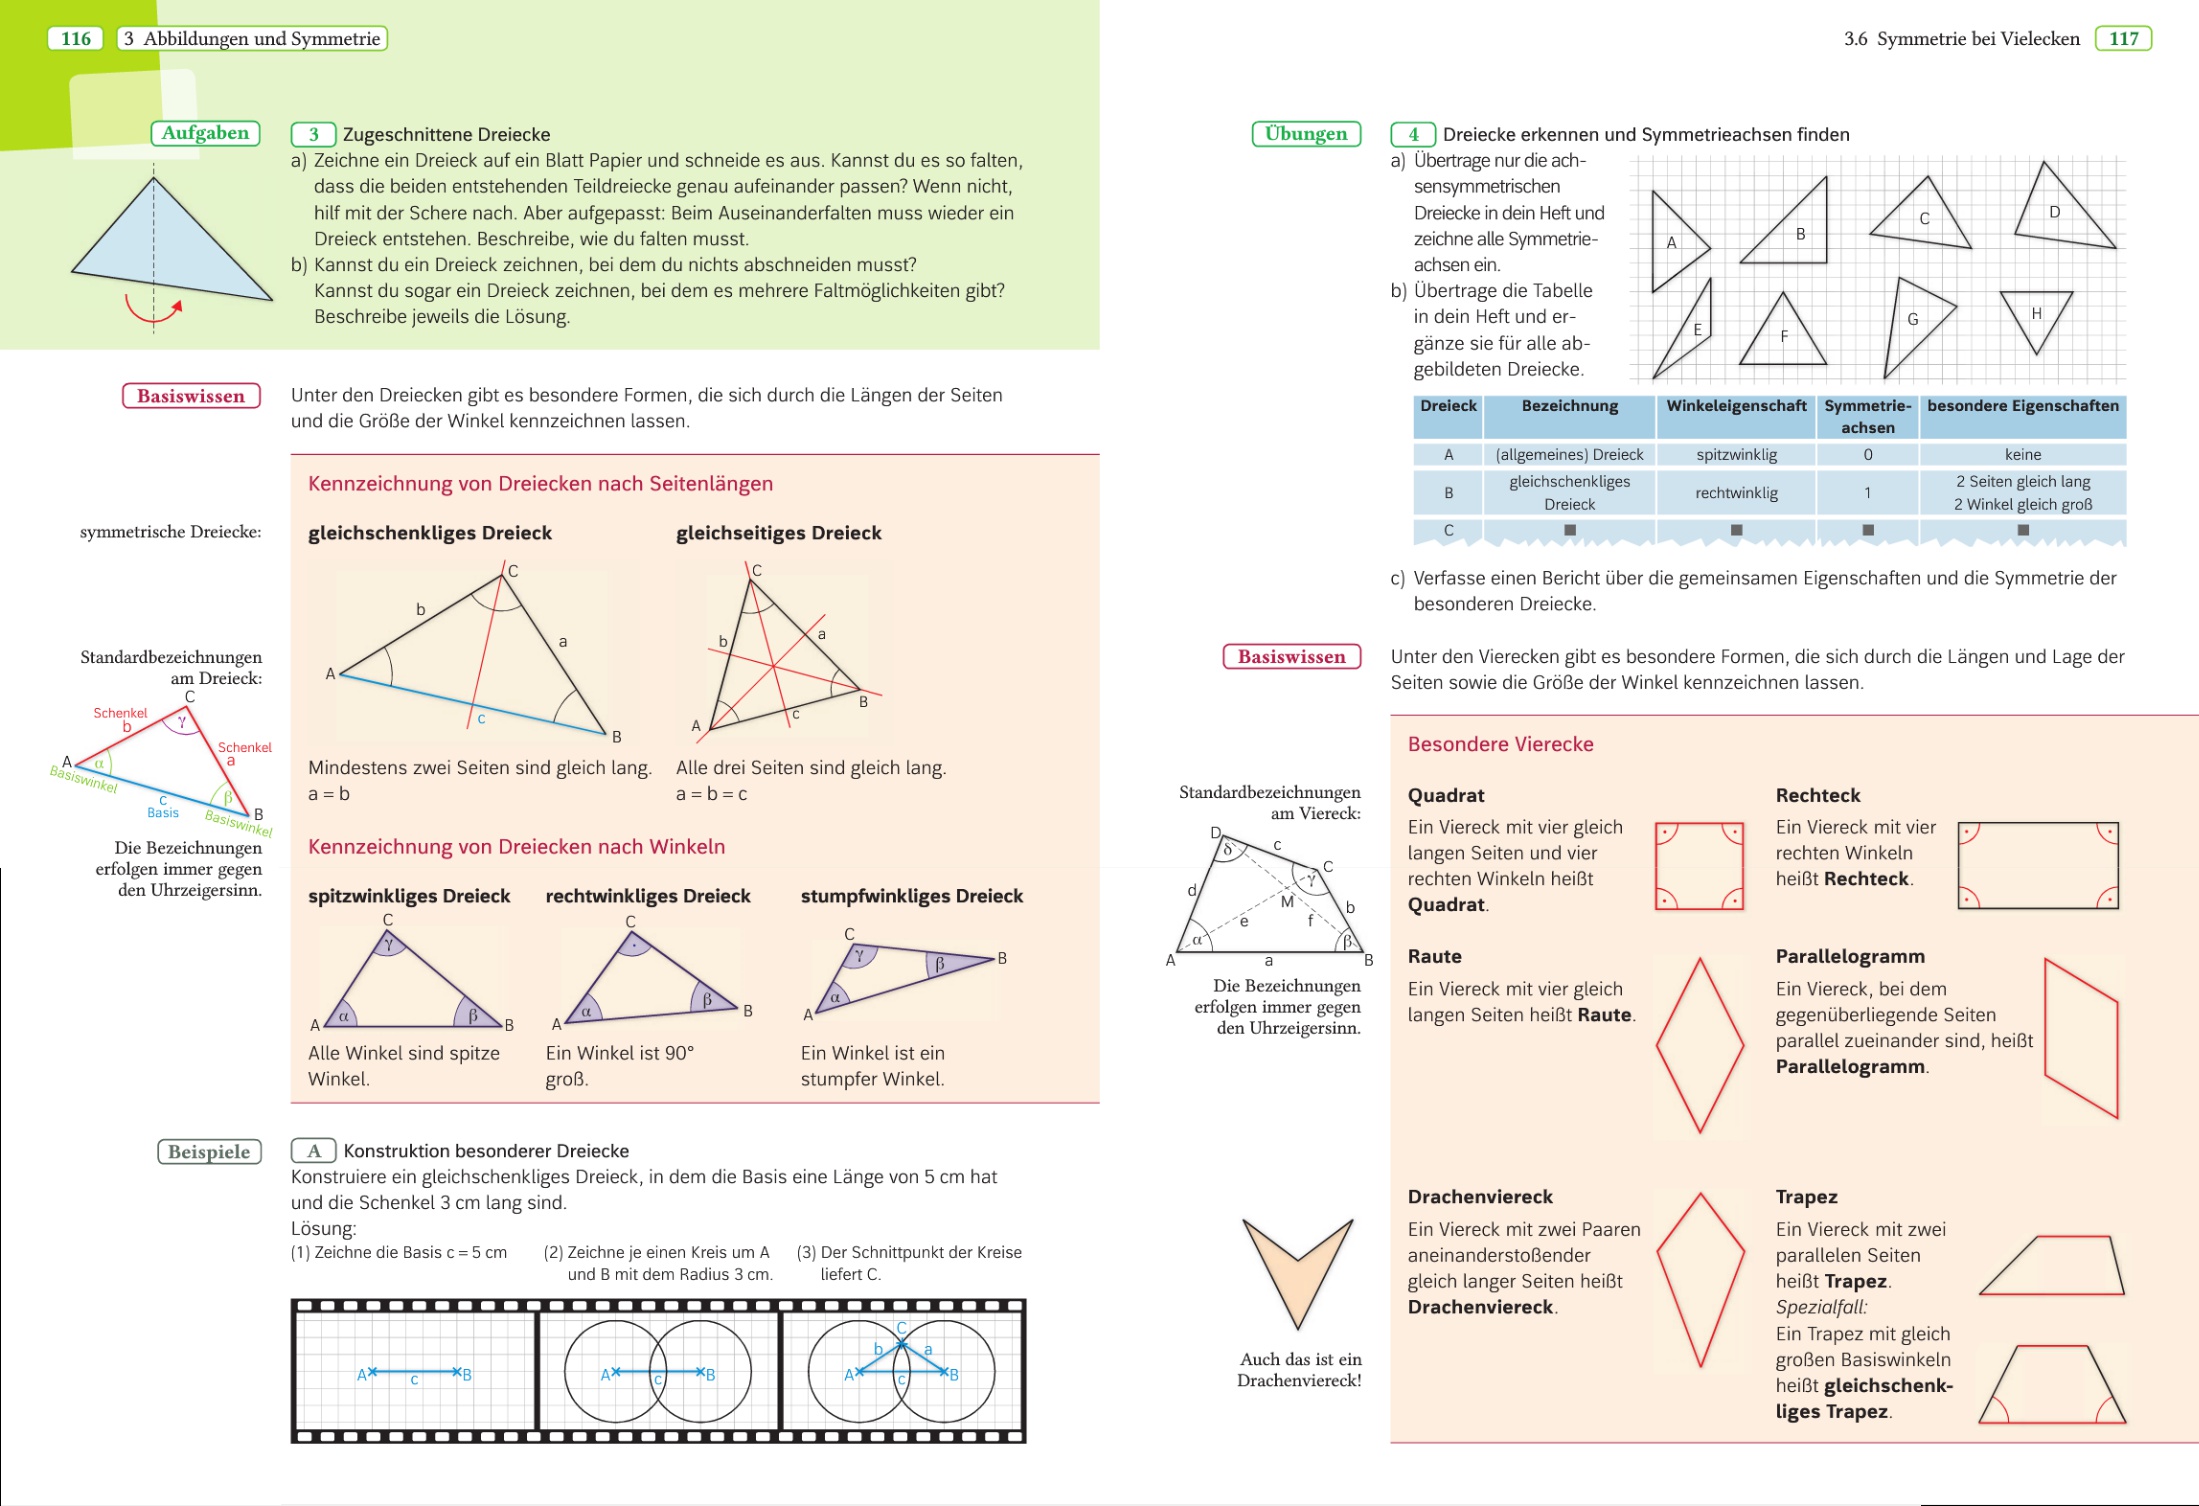 116
3 Abbildungen und Symmetrie
Aufgaben
3 Zugeschnittene Dreiecke
a) Zeichne ein Dreieck auf ein Blatt Papier und schneide es aus. Kannst du es so falten,
dass die beiden entstehenden Teildreiecke genau aufeinander passen? Wenn nicht,
hilf mit der Schere nach. Aber aufgepasst: Beim Auseinanderfalten muss wieder ein
Dreieck entstehen. Beschreibe, wie du falten musst.
b) Kannst du ein Dreieck zeichnen, bei dem du nichts abschneiden musst?
Kannst du sogar ein Dreieck zeichnen, bei dem es mehrere Faltmöglichkeiten gibt?
Beschreibe jeweils die Lösung.
Basiswissen
Unter den Dreiecken gibt es besondere Formen, die sich durch die Längen der Seiten
und die Größe der Winkel kennzeichnen lassen.
Kennzeichnung von Dreiecken nach Seitenlängen
symmetrische Dreiecke:
gleichschenkliges Dreieck
C
b
a
A
c
B
Mindestens zwei Seiten sind gleich lang.
a = b
gleichseitiges Dreieck
C
b
a
A
c
B
Alle drei Seiten sind gleich lang.
a = b = c
Standardbezeichnungen
am Dreieck:
C
Schenkel
b
γ
Schenkel
a
A
α
Basiswinkel
c
Basis
β
B
Basiswinkel
Die Bezeichnungen
erfolgen immer gegen
den Uhrzeigersinn.
Kennzeichnung von Dreiecken nach Winkeln
spitzwinkliges Dreieck
C
γ
A
α
β
B
Alle Winkel sind spitze
Winkel.
rechtwinkliges Dreieck
C
A
α
β
B
Ein Winkel ist 90°
groß.
stumpfwinkliges Dreieck
C
γ
β
B
α
A
Ein Winkel ist ein
stumpfer Winkel.
Beispiele
A Konstruktion besonderer Dreiecke
Konstruiere ein gleichschenkliges Dreieck, in dem die Basis eine Länge von 5 cm hat
und die Schenkel 3 cm lang sind.
Lösung:
(1) Zeichne die Basis c = 5 cm
(2) Zeichne je einen Kreis um A
und B mit dem Radius 3 cm.
(3) Der Schnittpunkt der Kreise
liefert C.
A c B
A c B
C
b a
A c B
3.6 Symmetrie bei Vielecken
117
Übungen
4 Dreiecke erkennen und Symmetrieachsen finden
a) Übertrage nur die ach-
sensymmetrischen
Dreiecke in dein Heft und
zeichne alle Symmetrie-
achsen ein.
b) Übertrage die Tabelle
in dein Heft und er-
gänze sie für alle ab-
gebildeten Dreiecke.
A B C D
E F G H
Dreieck Bezeichnung Winkeleigenschaft Symmetrie- besondere Eigenschaften
achsen
A (allgemeines) Dreieck spitzwinklig 0 keine
B gleichschenkliges Dreieck rechtwinklig 1 2 Seiten gleich lang
2 Winkel gleich groß
C ■ ■ ■ ■
c) Verfasse einen Bericht über die gemeinsamen Eigenschaften und die Symmetrie der
besonderen Dreiecke.
Basiswissen
Unter den Vierecken gibt es besondere Formen, die sich durch die Längen und Lage der
Seiten sowie die Größe der Winkel kennzeichnen lassen.
Besondere Vierecke
Standardbezeichnungen
am Viereck:
D
δ
c
C
γ
d
M
b
e
f
α
β
A
a
B
Die Bezeichnungen
erfolgen immer gegen
den Uhrzeigersinn.
Quadrat
Ein Viereck mit vier gleich
langen Seiten und vier
rechten Winkeln heißt
Quadrat.
Rechteck
Ein Viereck mit vier
rechten Winkeln
heißt Rechteck.
Raute
Ein Viereck mit vier gleich
langen Seiten heißt Raute.
Parallelogramm
Ein Viereck, bei dem
gegenüberliegende Seiten
parallel zueinander sind, heißt
Parallelogramm.
Auch das ist ein
Drachenviereck!
Drachenviereck
Ein Viereck mit zwei Paaren
aneinanderstoßender
gleich langer Seiten heißt
Drachenviereck.
Trapez
Ein Viereck mit zwei
parallelen Seiten
heißt Trapez.
Spezialfall:
Ein Trapez mit gleich
großen Basiswinkeln
heißt gleichschenk-
liges Trapez.